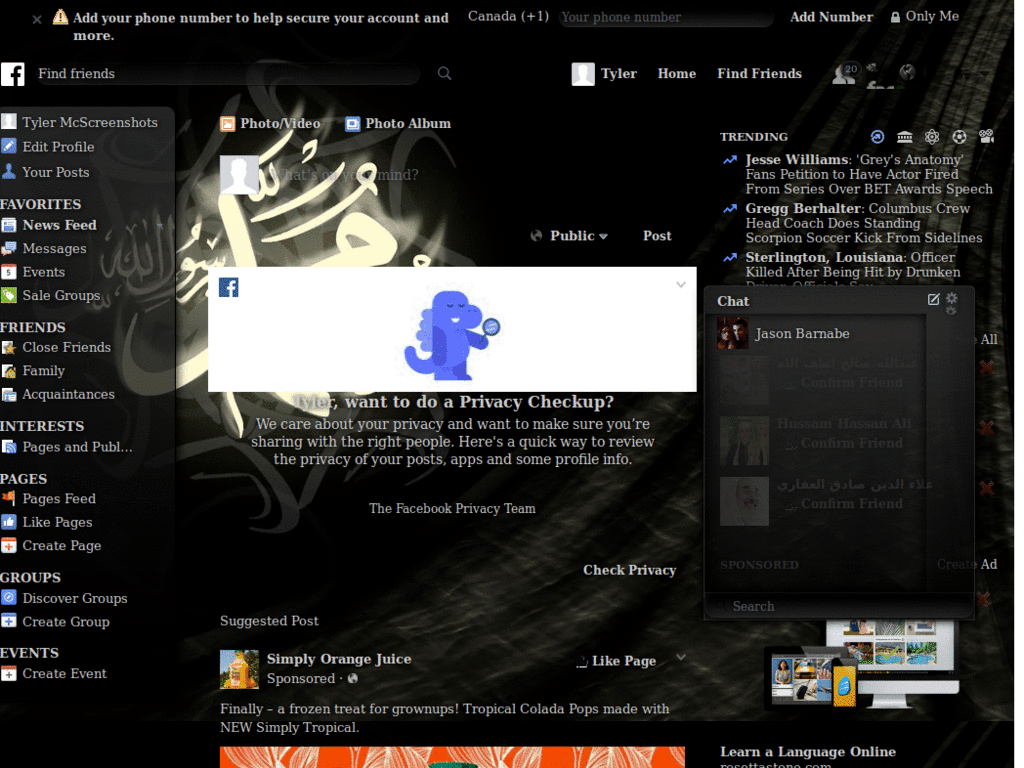 Add your phone number to help secure your account and
more.
Canada (+1)
Your phone number
Add Number
Only Me
Find friends
Tyler
Home
Find Friends
20
Tyler McScreenshots
Edit Profile
Your Posts
FAVORITES
News Feed
Messages
5
Events
Sale Groups
FRIENDS
Close Friends
Family
Acquaintances
INTERESTS
Pages and Publ...
PAGES
Pages Feed
Like Pages
Create Page
GROUPS
Discover Groups
Create Group
EVENTS
Create Event
Photo/Video
Photo Album
What's on your mind?
Public
Post
Tyler, want to do a Privacy Checkup?
We care about your privacy and want to make sure you're
sharing with the right people. Here's a quick way to review
the privacy of your posts, apps and some profile info.
The Facebook Privacy Team
Check Privacy
Suggested Post
Simply Orange Juice
Sponsored ·
Like Page
Finally – a frozen treat for grownups! Tropical Colada Pops made with
NEW Simply Tropical.
TRENDING
Jesse Williams: 'Grey's Anatomy'
Fans Petition to Have Actor Fired
From Series Over BET Awards Speech
Gregg Berhalter: Columbus Crew
Head Coach Does Standing
Scorpion Soccer Kick From Sidelines
Sterlington, Louisiana: Officer
Killed After Being Hit by Drunken
Chat
Jason Barnabe
All
Confirm Friend
Hussam Hassan Ali
Confirm Friend
علاء الدين صادق الغفاري
Confirm Friend
SPONSORED
Create Ad
Search
Learn a Language Online
rosettastone.com